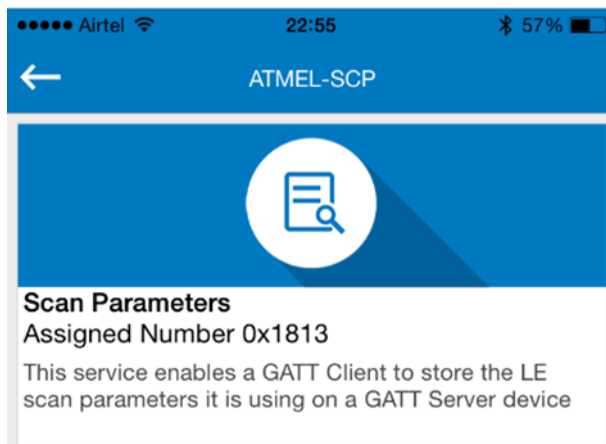 Airtel 22:55 57%
ATMEL-SCP
Scan Parameters
Assigned Number 0x1813
This service enables a GATT Client to store the LE
scan parameters it is using on a GATT Server device